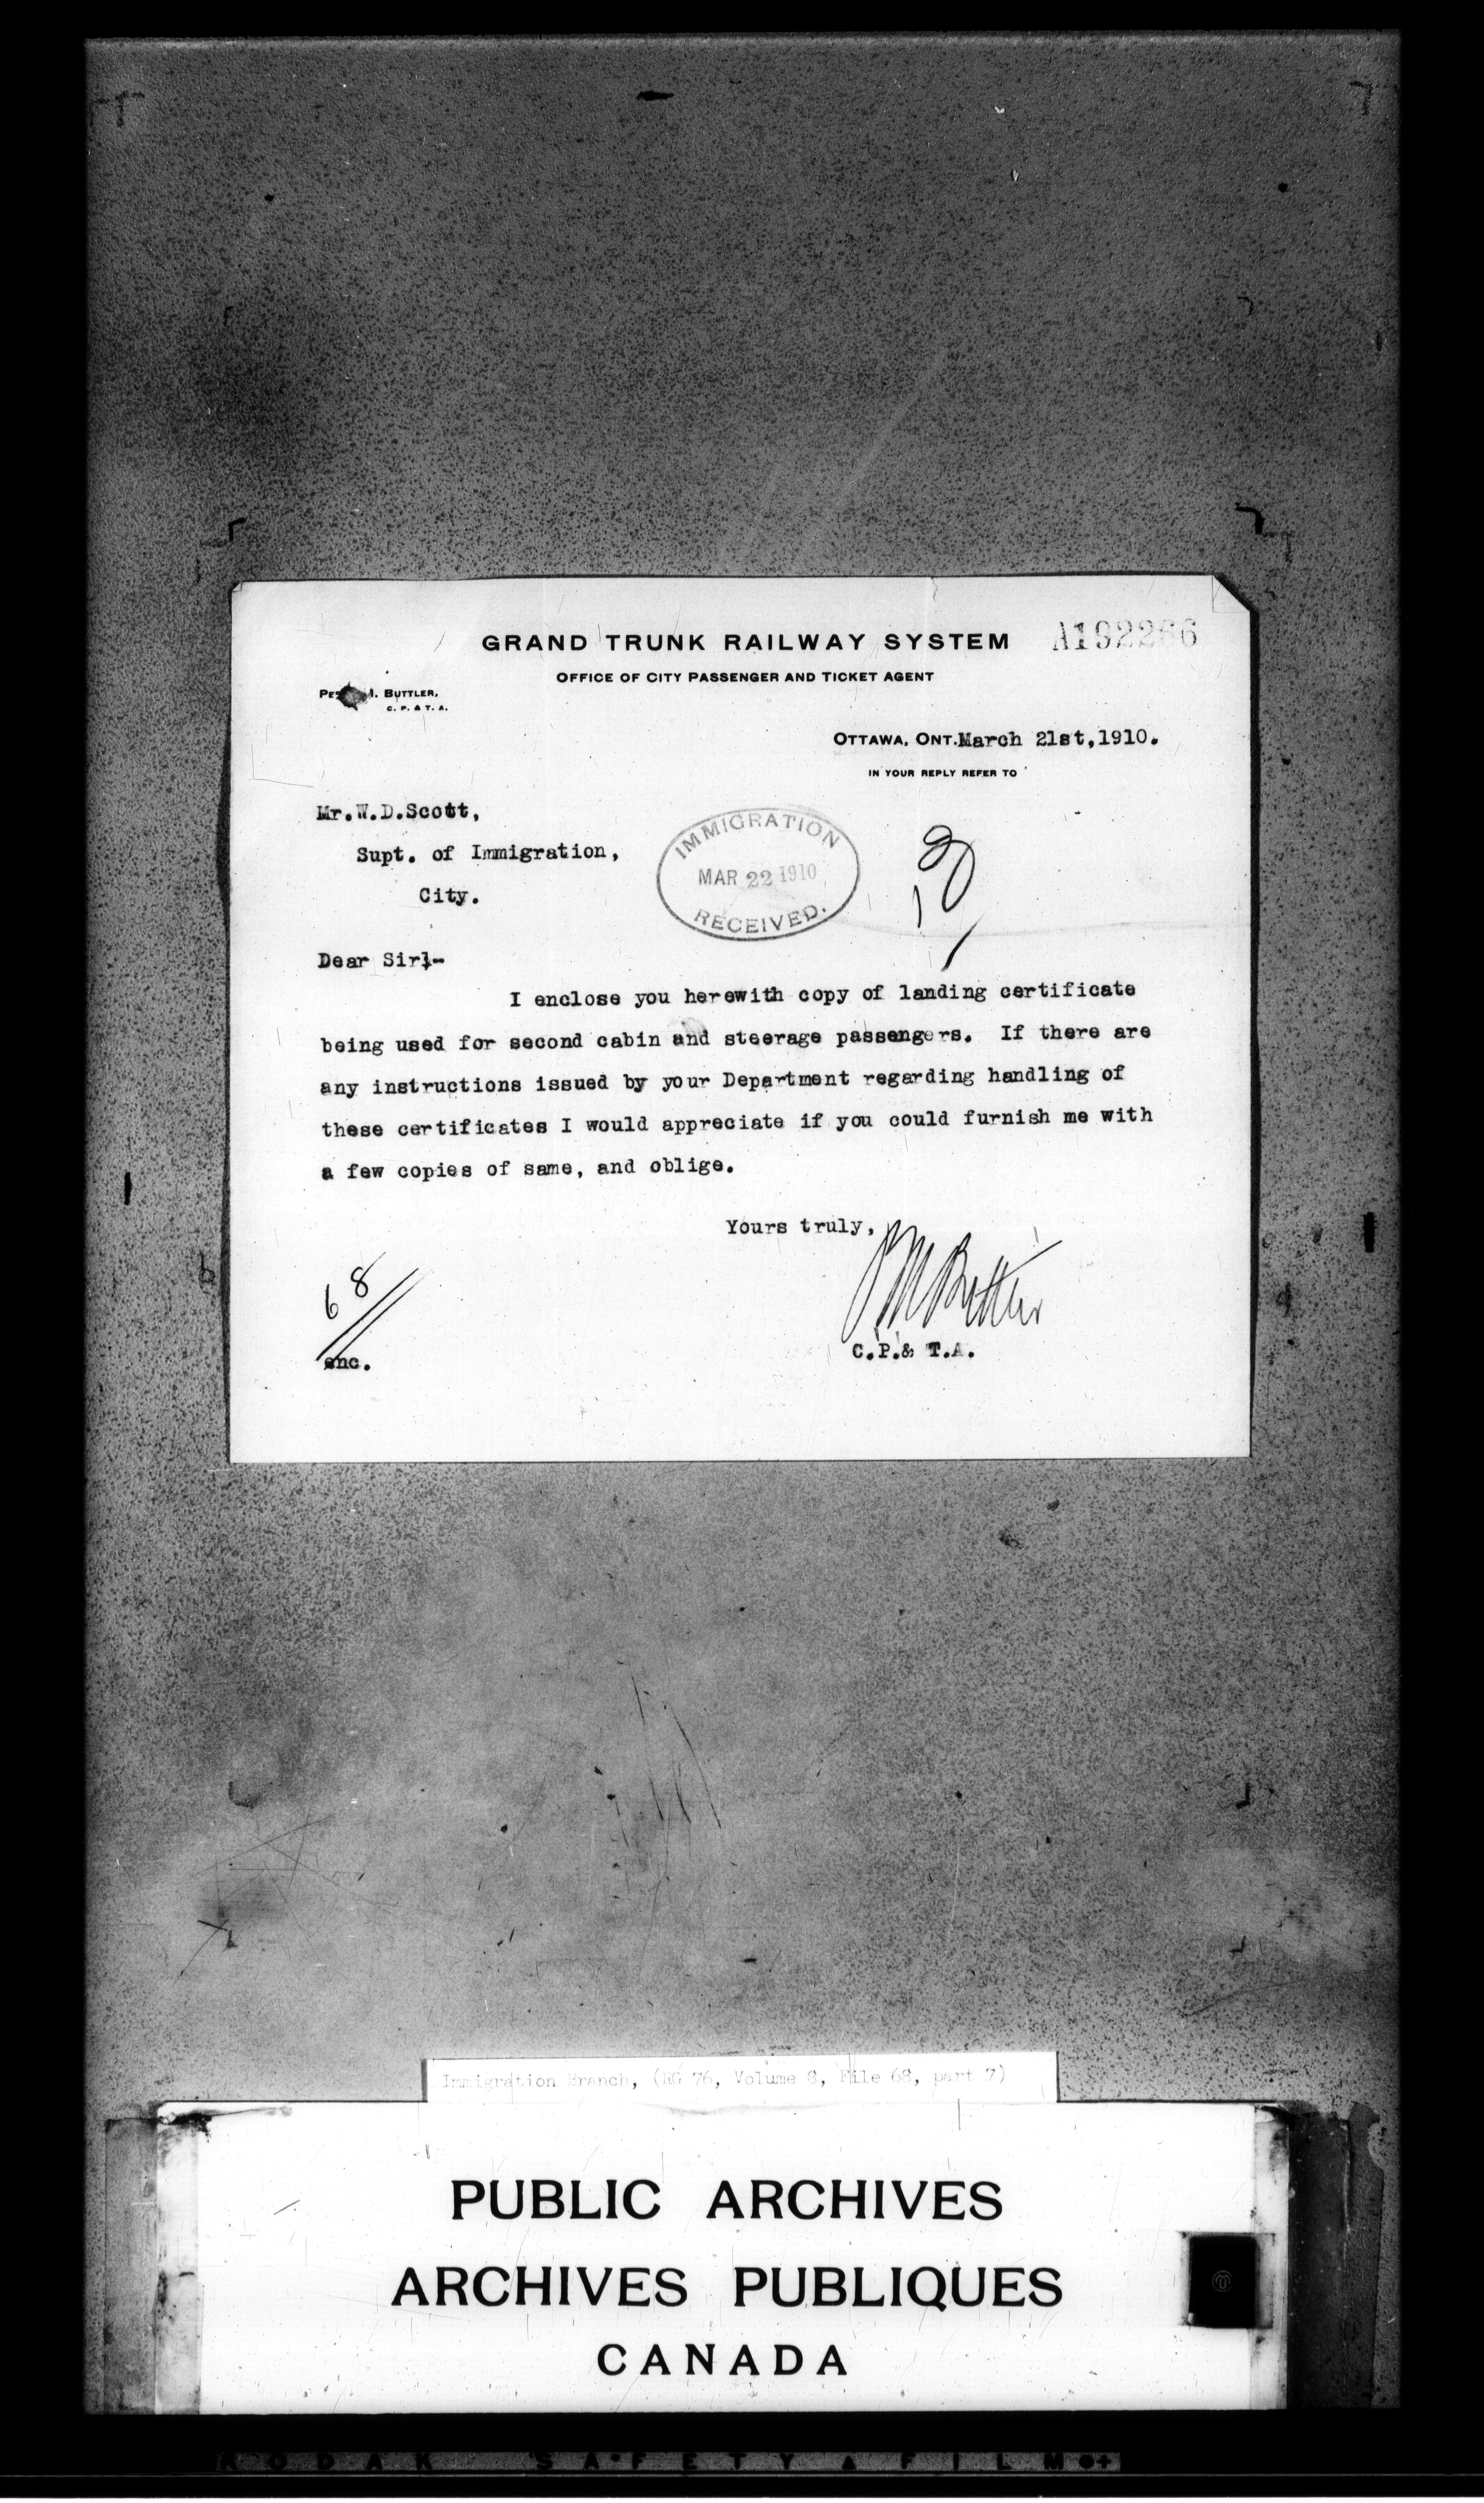 GRAND TRUNK RAILWAY SYSTEM
A192266
OFFICE OF CITY PASSENGER AND TICKET AGENT
BUTTLER,
C. P. & T. A.
OTTAWA, ONT. March 21st, 1910.
IN YOUR REPLY REFER TO
Mr. W. D. Scott,
Supt. of Immigration,
City.
IMMIGRATION
MAR 22 1910
RECEIVED.
Dear Sir:-
I enclose you herewith copy of landing certificate
being used for second cabin and steerage passengers. If there are
any instructions issued by your Department regarding handling of
these certificates I would appreciate if you could furnish me with
a few copies of same, and oblige.
Yours truly,
68
C.P.& T.A.
enc.
Immigration Branch, (RG 76, Volume 8, File 68, part 7)
PUBLIC ARCHIVES
ARCHIVES PUBLIQUES
CANADA
KODAK SAFETY FILM